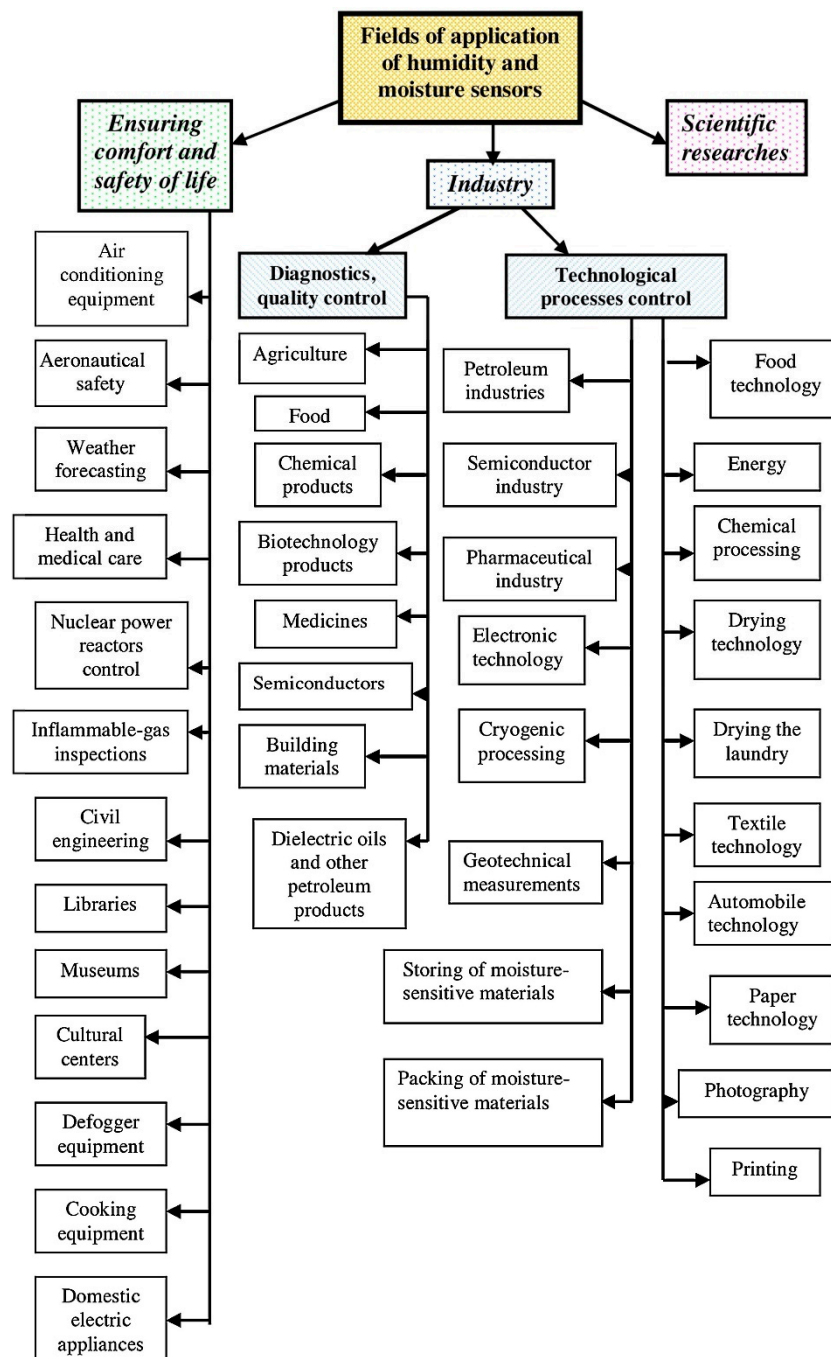 Fields of application
of humidity and
moisture sensors
Ensuring
comfort and
safety of life
Industry
Scientific
researches
Air
conditioning
equipment
Aeronautical
safety
Weather
forecasting
Health and
medical care
Nuclear power
reactors
control
Inflammable-gas
inspections
Civil
engineering
Libraries
Museums
Cultural
centers
Defogger
equipment
Cooking
equipment
Domestic
electric
appliances
Diagnostics,
quality control
Agriculture
Food
Chemical
products
Biotechnology
products
Medicines
Semiconductors
Building
materials
Dielectric oils
and other
petroleum
products
Technological
processes control
Petroleum
industries
Semiconductor
industry
Pharmaceutical
industry
Electronic
technology
Cryogenic
processing
Geotechnical
measurements
Storing of moisture-
sensitive materials
Packing of moisture-
sensitive materials
Food
technology
Energy
Chemical
processing
Drying
technology
Drying the
laundry
Textile
technology
Automobile
technology
Paper
technology
Photography
Printing